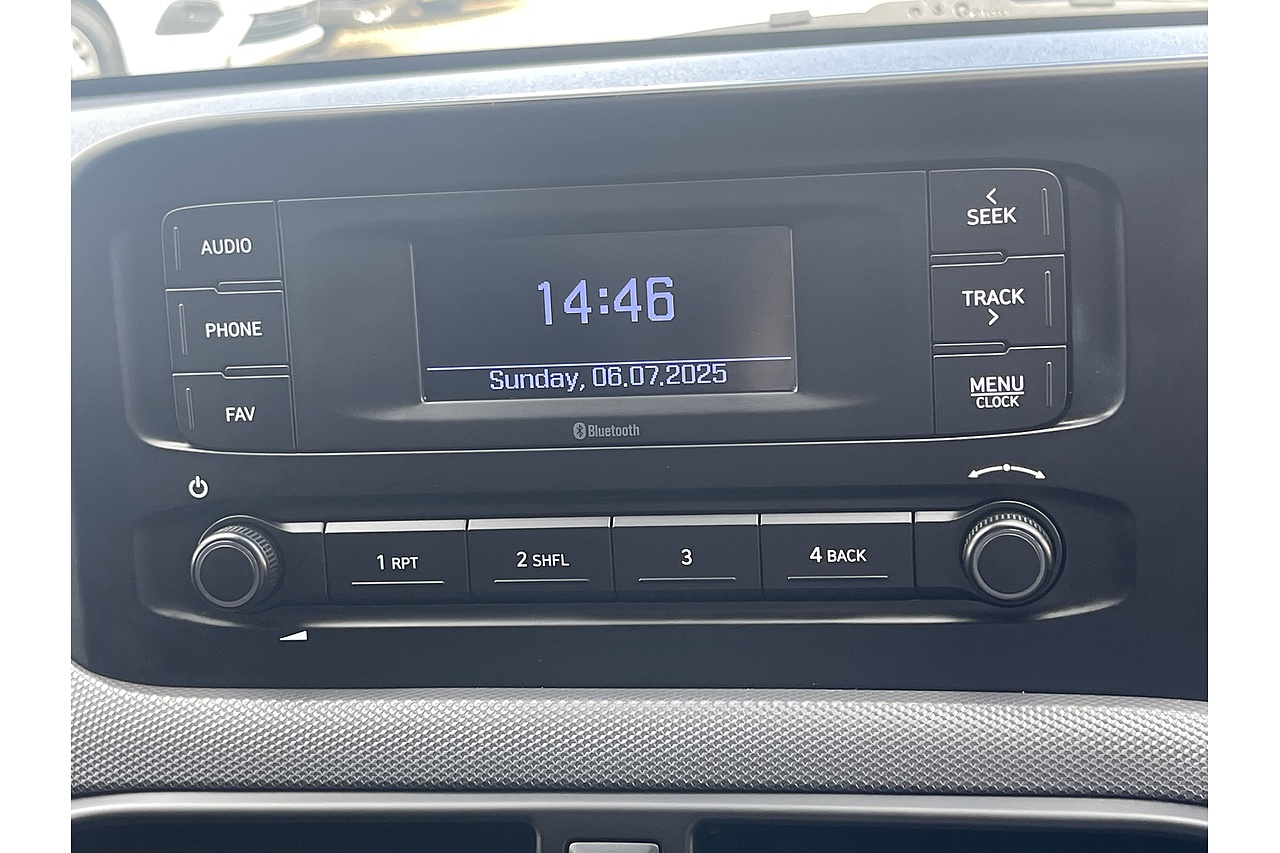 AUDIO
PHONE
FAV
14:46
Sunday, 06.07.2025
Bluetooth
<
SEEK
TRACK
>
MENU
CLOCK
1 RPT
2 SHFL
3
4 BACK